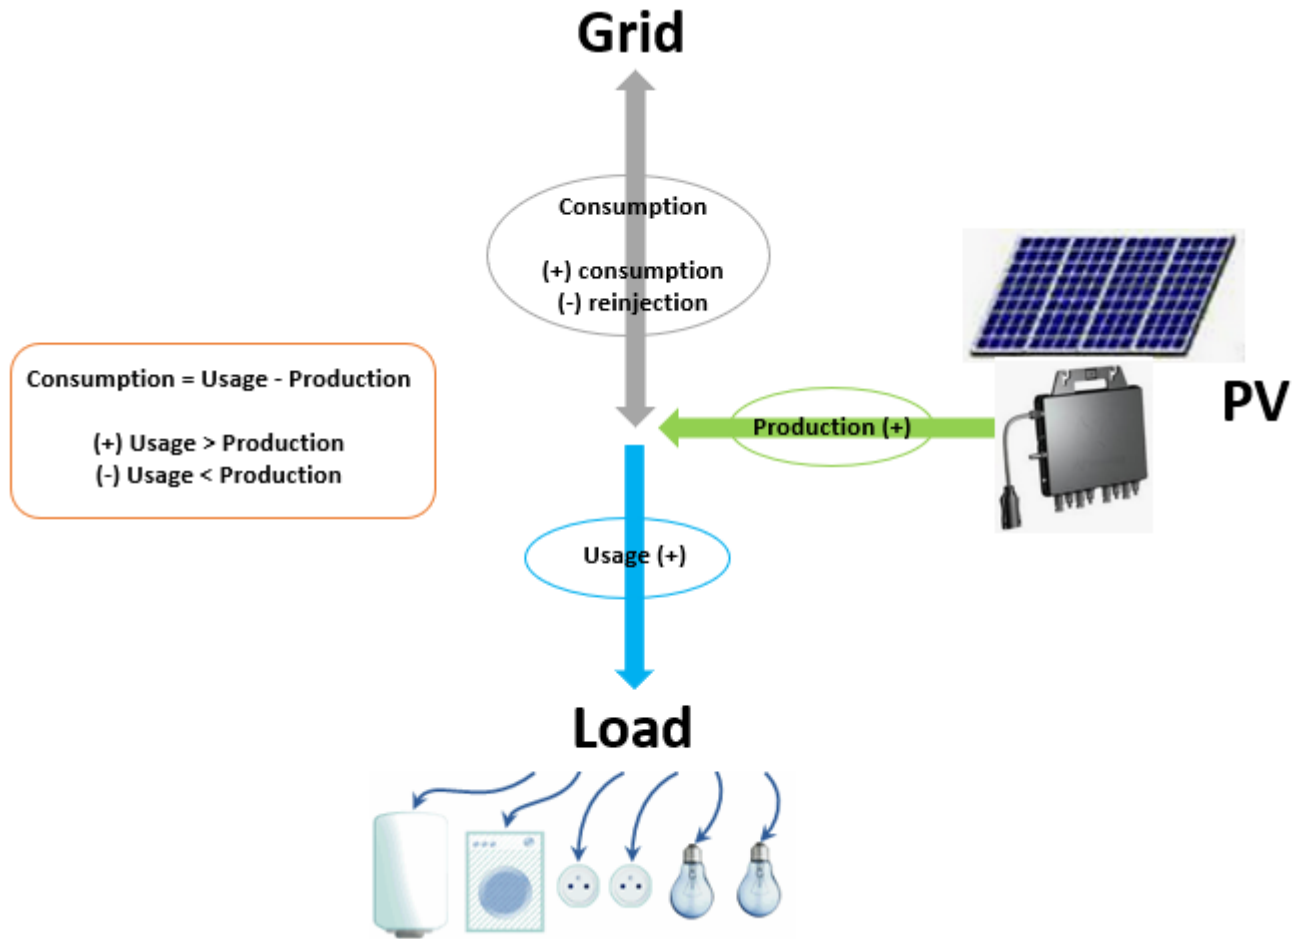 Grid
Consumption
(+) consumption
(-) reinjection
Consumption = Usage - Production
(+) Usage > Production
(-) Usage < Production
Production (+)
PV
Usage (+)
Load